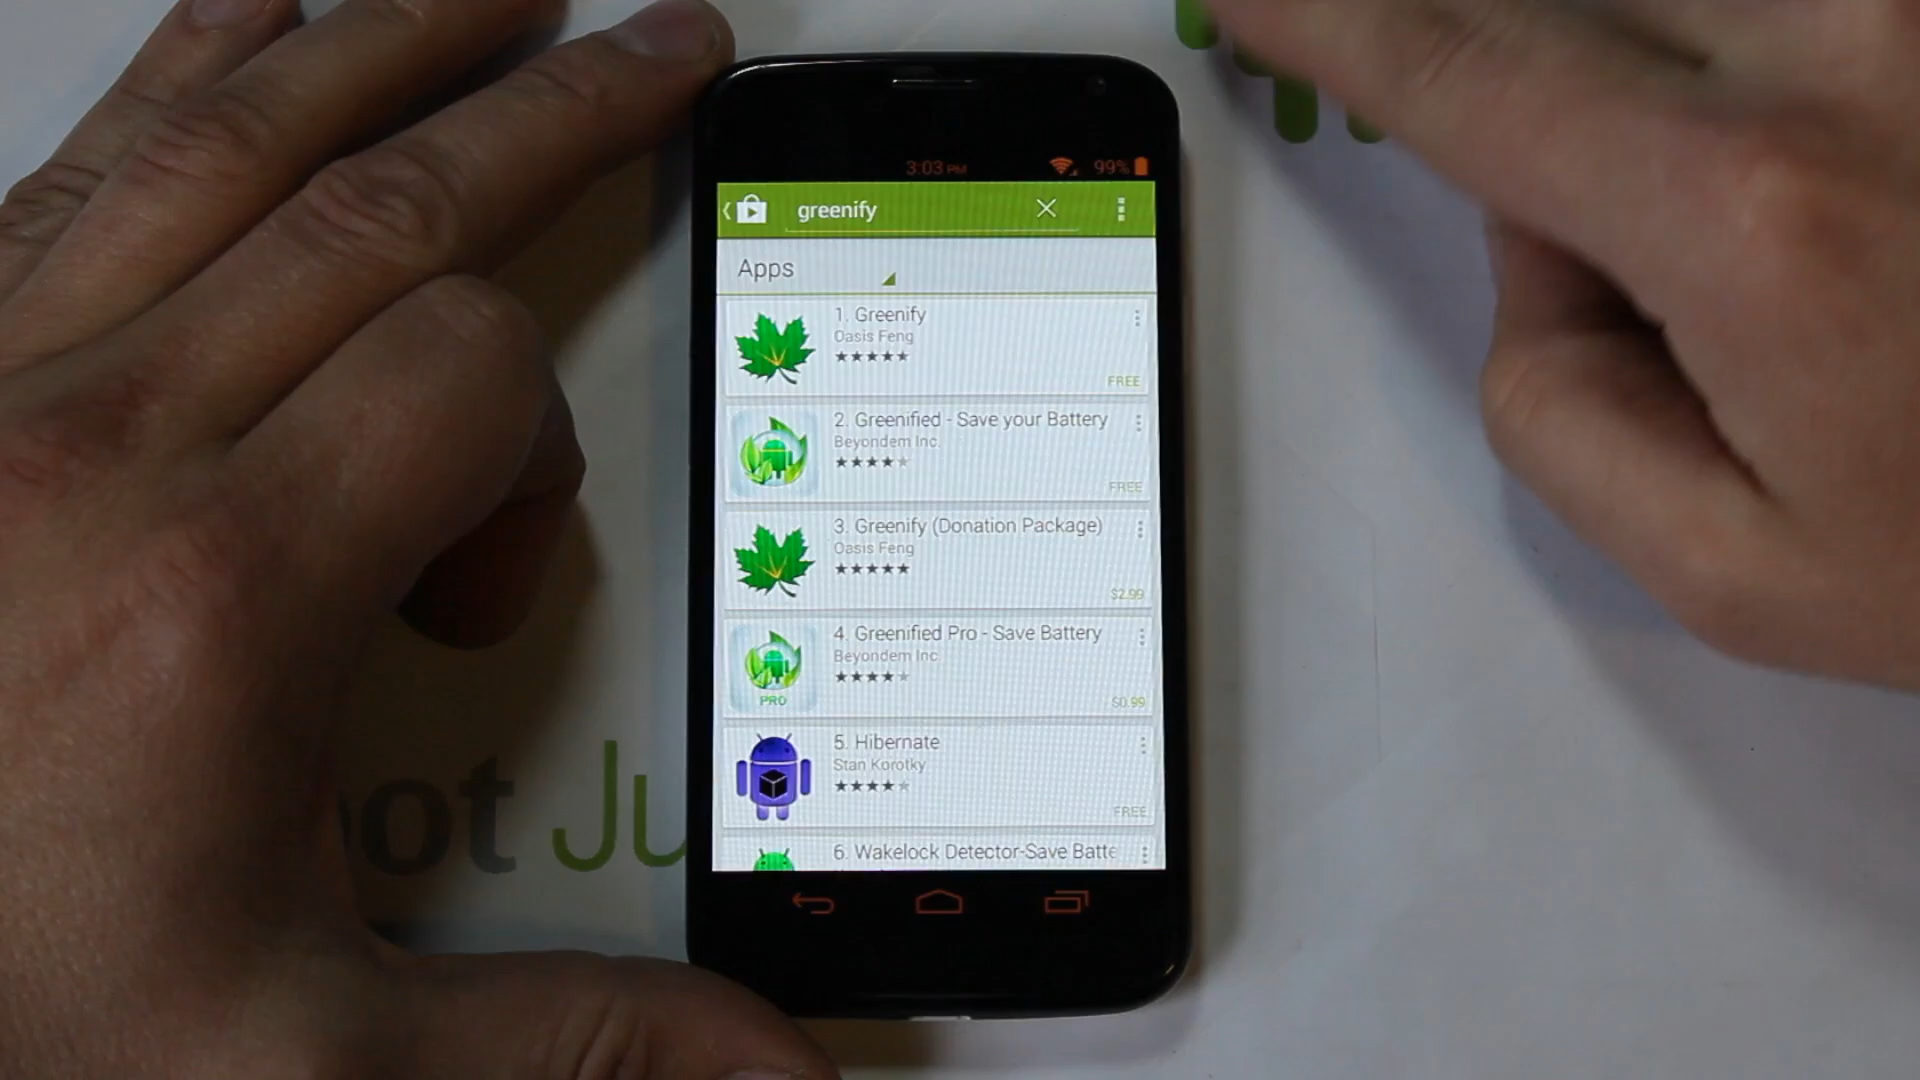 3:03 PM 99%
greenify
Apps
1. Greenify
Oasis Feng
FREE
2. Greenified - Save your Battery
Beyondem Inc.
FREE
3. Greenify (Donation Package)
Oasis Feng
$2.99
4. Greenified Pro - Save Battery
Beyondem Inc
PRO
$0.99
5. Hibernate
Stan Korotky
FREE
6. Wakelock Detector-Save Batte
ot Ju